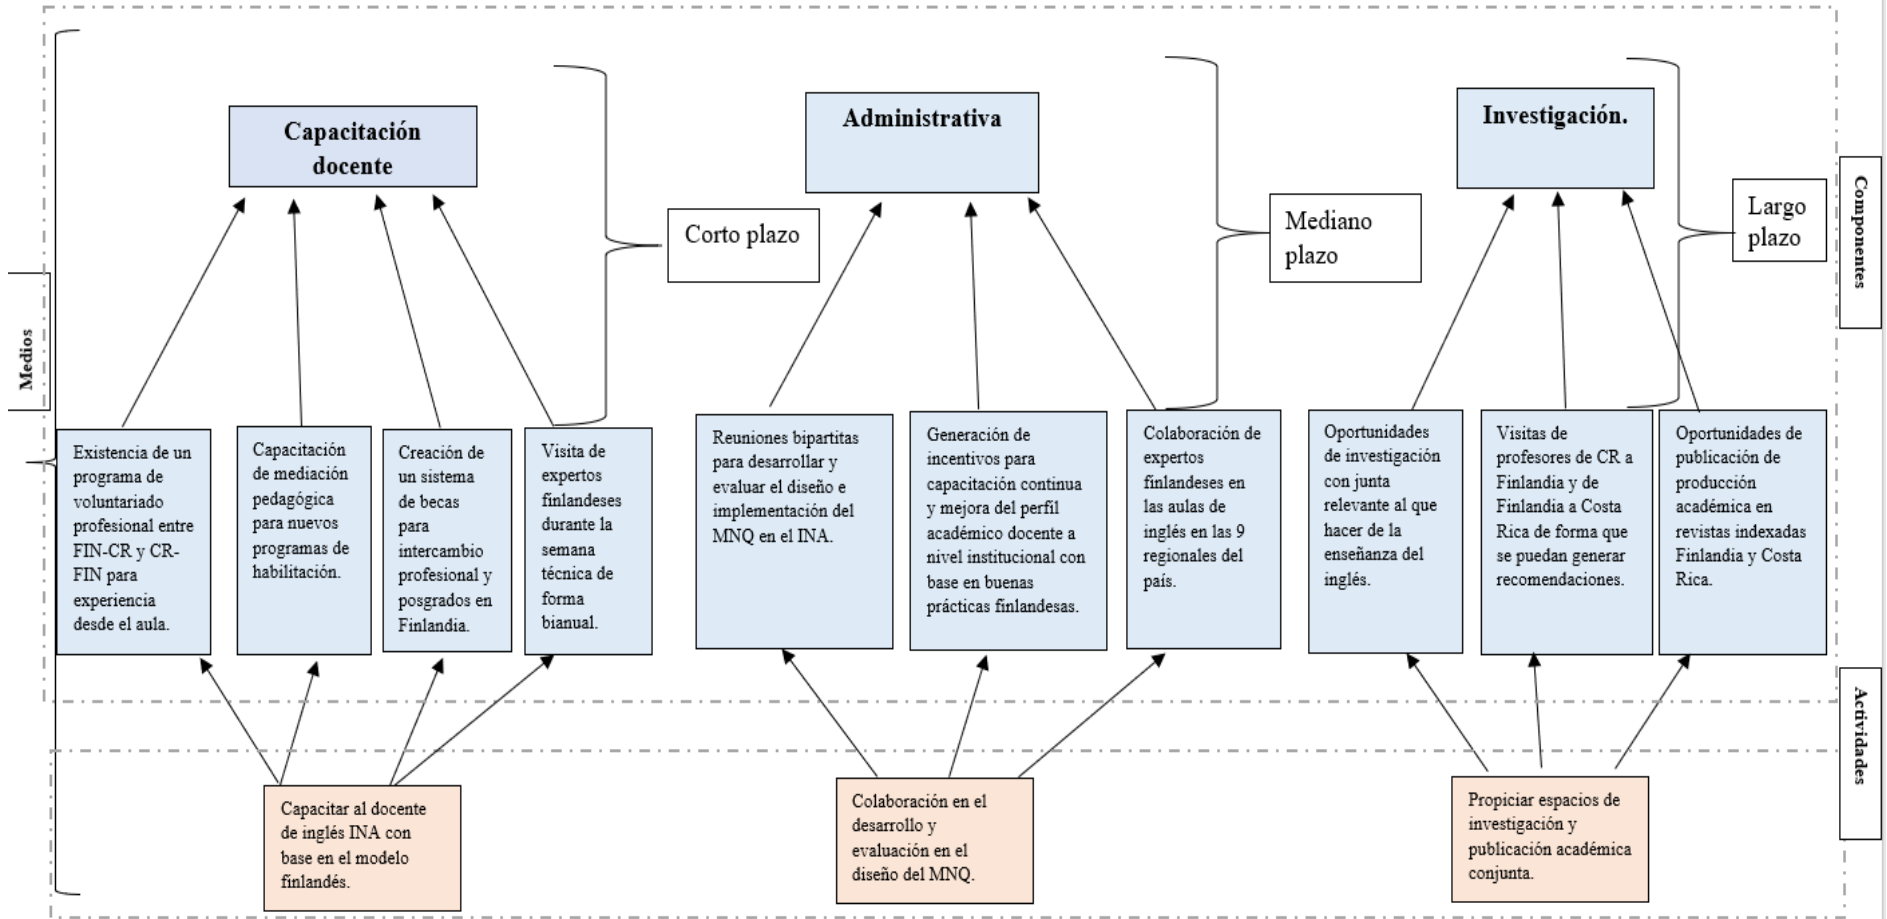 Capacitación
docente
Administrativa
Investigación.
Corto plazo
Mediano
plazo
Largo
plazo
Componentes
Medios
Existencia de un
programa de
voluntariado
profesional entre
FIN-CR y CR-
FIN para
experiencia
desde el aula.
Capacitación
de mediación
pedagógica
para nuevos
programas de
habilitación.
Creación de
un sistema
de becas
para
intercambio
profesional y
posgrados en
Finlandia.
Visita de
expertos
finlandeses
durante la
semana
técnica de
forma
bianual.
Reuniones bipartitas
para desarrollar y
evaluar el diseño e
implementación del
MNQ en el INA.
Generación de
incentivos para
capacitación continua
y mejora del perfil
académico docente a
nivel institucional con
base en buenas
prácticas finlandesas.
Colaboración de
expertos
finlandeses en
las aulas de
inglés en las 9
regionales del
país.
Oportunidades
de investigación
con junta
relevante al que
hacer de la
enseñanza del
inglés.
Visitas de
profesores de CR a
Finlandia y de
Finlandia a Costa
Rica de forma que
se puedan generar
recomendaciones.
Oportunidades de
publicación de
producción
académica en
revistas indexadas
Finlandia y Costa
Rica.
Actividades
Capacitar al docente
de inglés INA con
base en el modelo
finlandés.
Colaboración en el
desarrollo y
evaluación en el
diseño del MNQ.
Propiciar espacios de
investigación y
publicación académica
conjunta.